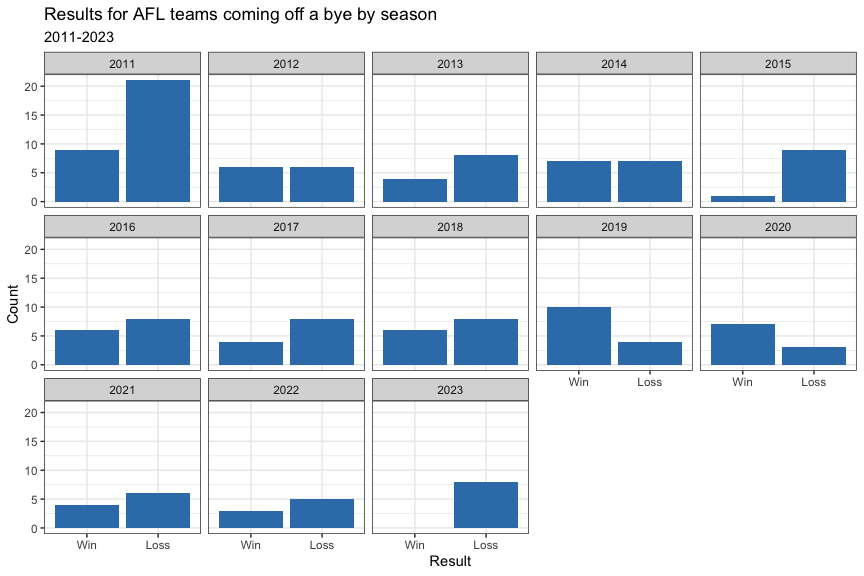 Results for AFL teams coming off a bye by season
2011-2023
2011 2012 2013 2014 2015
20
15
10
5
0
2016 2017 2018 2019 2020
20
15
10
5
0
Win Loss Win Loss
2021 2022 2023
20
15
10
5
0
Win Loss Win Loss Win Loss
Count
Result